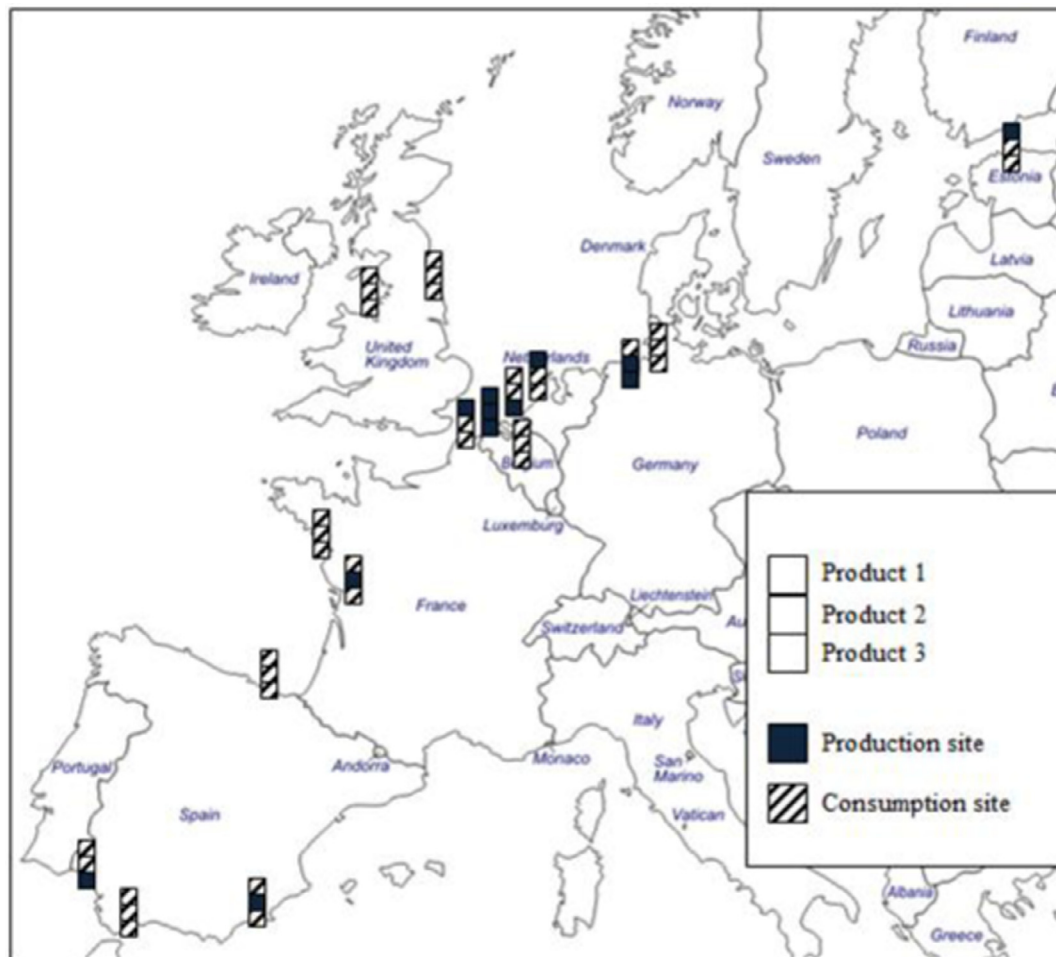 Finland
Norway
Sweden
Estonia
Denmark
Ireland
Latvia
Lithuania
United
Kingdom
Netherlands
Russia
Poland
Belgium
Germany
Luxemburg
Product 1
France
Liechtenstein
Switzerland
Au
Product 2
Product 3
Italy
Portugal
Andorra
Monaco
San
Marino
Production site
Spain
Vatican
Consumption site
Albania
Greece